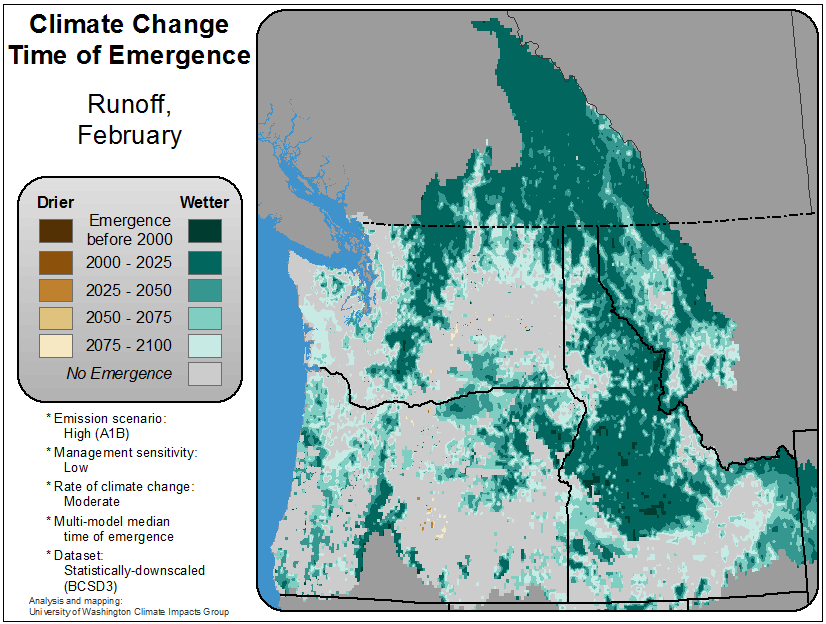 Climate Change
Time of Emergence
Runoff,
February
Drier Wetter
Emergence
before 2000
2000 - 2025
2025 - 2050
2050 - 2075
2075 - 2100
No Emergence
* Emission scenario:
High (A1B)
* Management sensitivity:
Low
* Rate of climate change:
Moderate
* Multi-model median
time of emergence
* Dataset:
Statistically-downscaled
(BCSD3)
Analysis and mapping:
University of Washington Climate Impacts Group